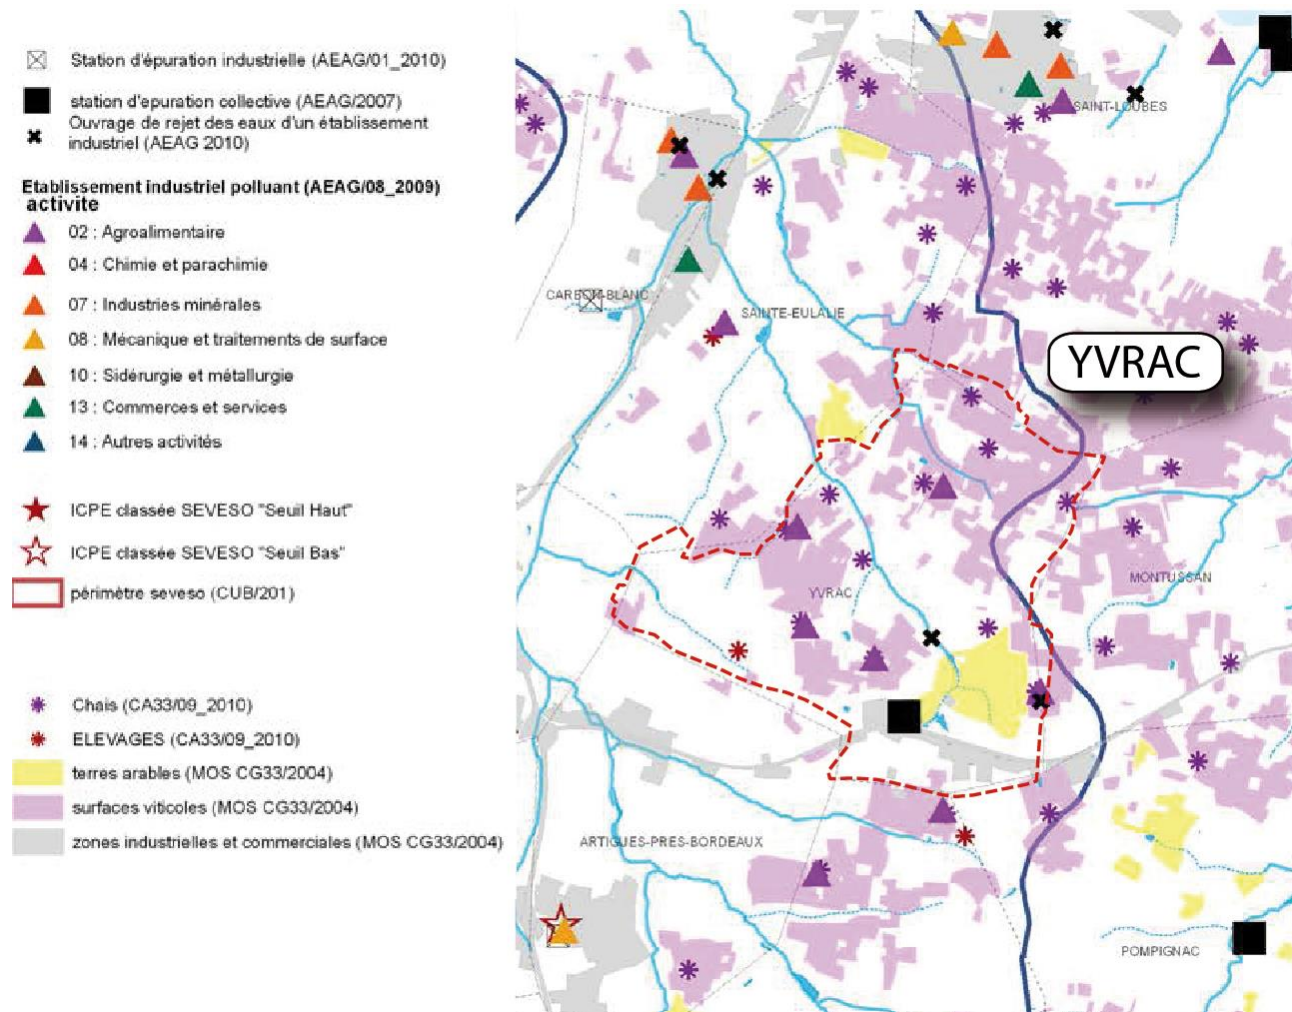 Station d'épuration industrielle (AEAG/01_2010)
station d'epuration collective (AEAG/2007)
Ouvrage de rejet des eaux d'un établissement
industriel (AEAG 2010)
Etablissement industriel polluant (AEAG/08_2009)
activite
02 : Agroalimentaire
04 : Chimie et parachimie
07 : Industries minérales
08 : Mécanique et traitements de surface
10 : Sidérurgie et métallurgie
13 : Commerces et services
14 : Autres activités
ICPE classée SEVESO "Seuil Haut"
ICPE classée SEVESO "Seuil Bas"
périmètre seveso (CUB/201)
Chais (CA33/09_2010)
ELEVAGES (CA33/09_2010)
terres arables (MOS CG33/2004)
surfaces viticoles (MOS CG33/2004)
zones industrielles et commerciales (MOS CG33/2004)
SAINT-LOUBES
CARBON-BLANC
SAINTE-EULALIE
YVRAC
MONTUSSAN
YVRAC
ARTIGUES-PRES-BORDEAUX
POMPIGNAC